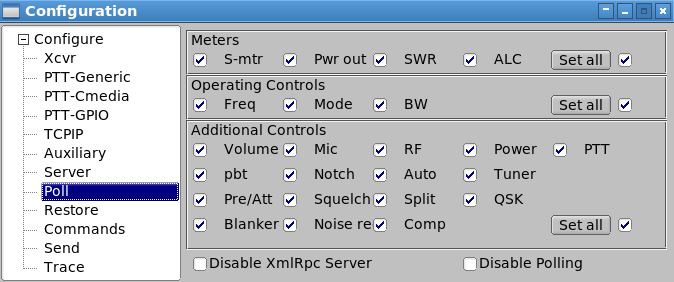 Configuration
Configure
Xcvr
PTT-Generic
PTT-Cmedia
PTT-GPIO
TCPIP
Auxiliary
Server
Poll
Restore
Commands
Send
Trace
Meters
S-mtr Pwr out SWR ALC Set all
Operating Controls
Freq Mode BW Set all
Additional Controls
Volume Mic RF Power PTT
pbt Notch Auto Tuner
Pre/Att Squelch Split QSK
Blanker Noise re Comp Set all
Disable XmlRpc Server Disable Polling